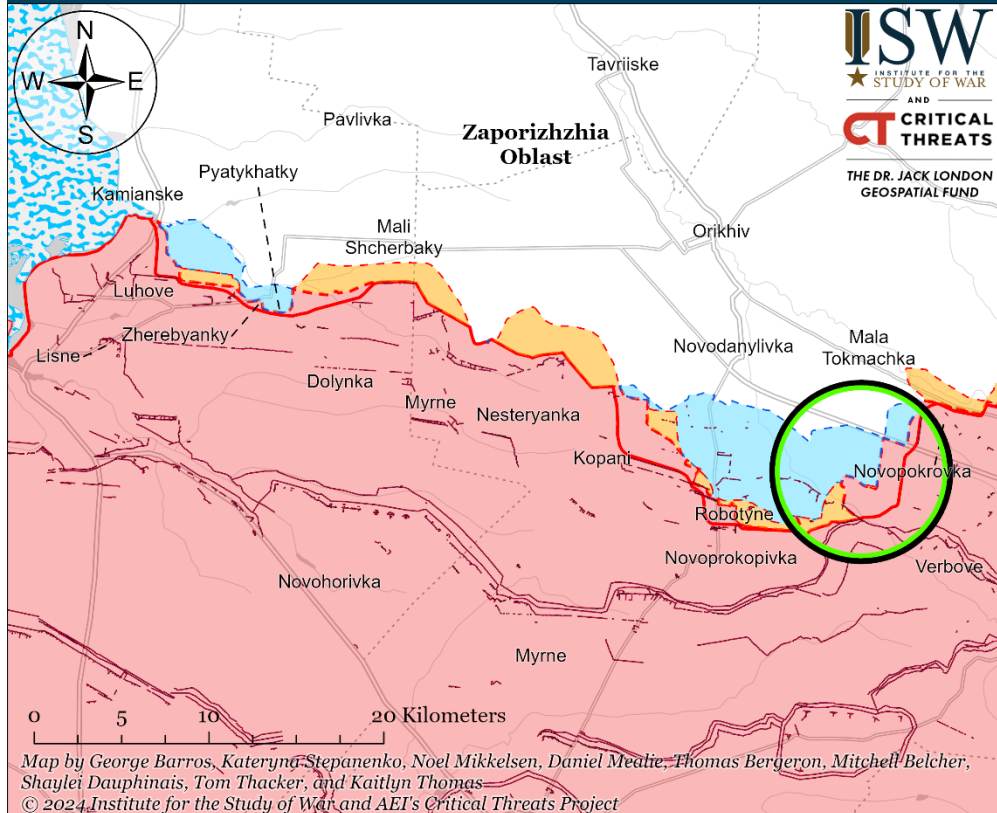 N
W
E
S
ISW
INSTITUTE FOR THE
STUDY OF WAR
AND
CT CRITICAL
THREATS
THE DR. JACK LONDON
GEOSPATIAL FUND
Tavriiske
Pavlivka
Zaporizhzhia
Oblast
Pyatykhatky
Kamianske
Mali
Shcherbaky
Orikhiv
Luhove
Zherebyanky
Lisne
Novodanylivka
Mala
Tokmachka
Dolynka
Myrne
Nesteryanka
Kopani
Novopokrovka
Robotyne
Novoprokopivka
Verbove
Novohorivka
Myrne
0 5 10 20 Kilometers
Map by George Barros, Kateryna Stepanenko, Noel Mikkelsen, Daniel Mealie, Thomas Bergeron, Mitchell Belcher,
Shaylei Dauphinais, Tom Thacker, and Kaitlyn Thomas
© 2024 Institute for the Study of War and AEI's Critical Threats Project